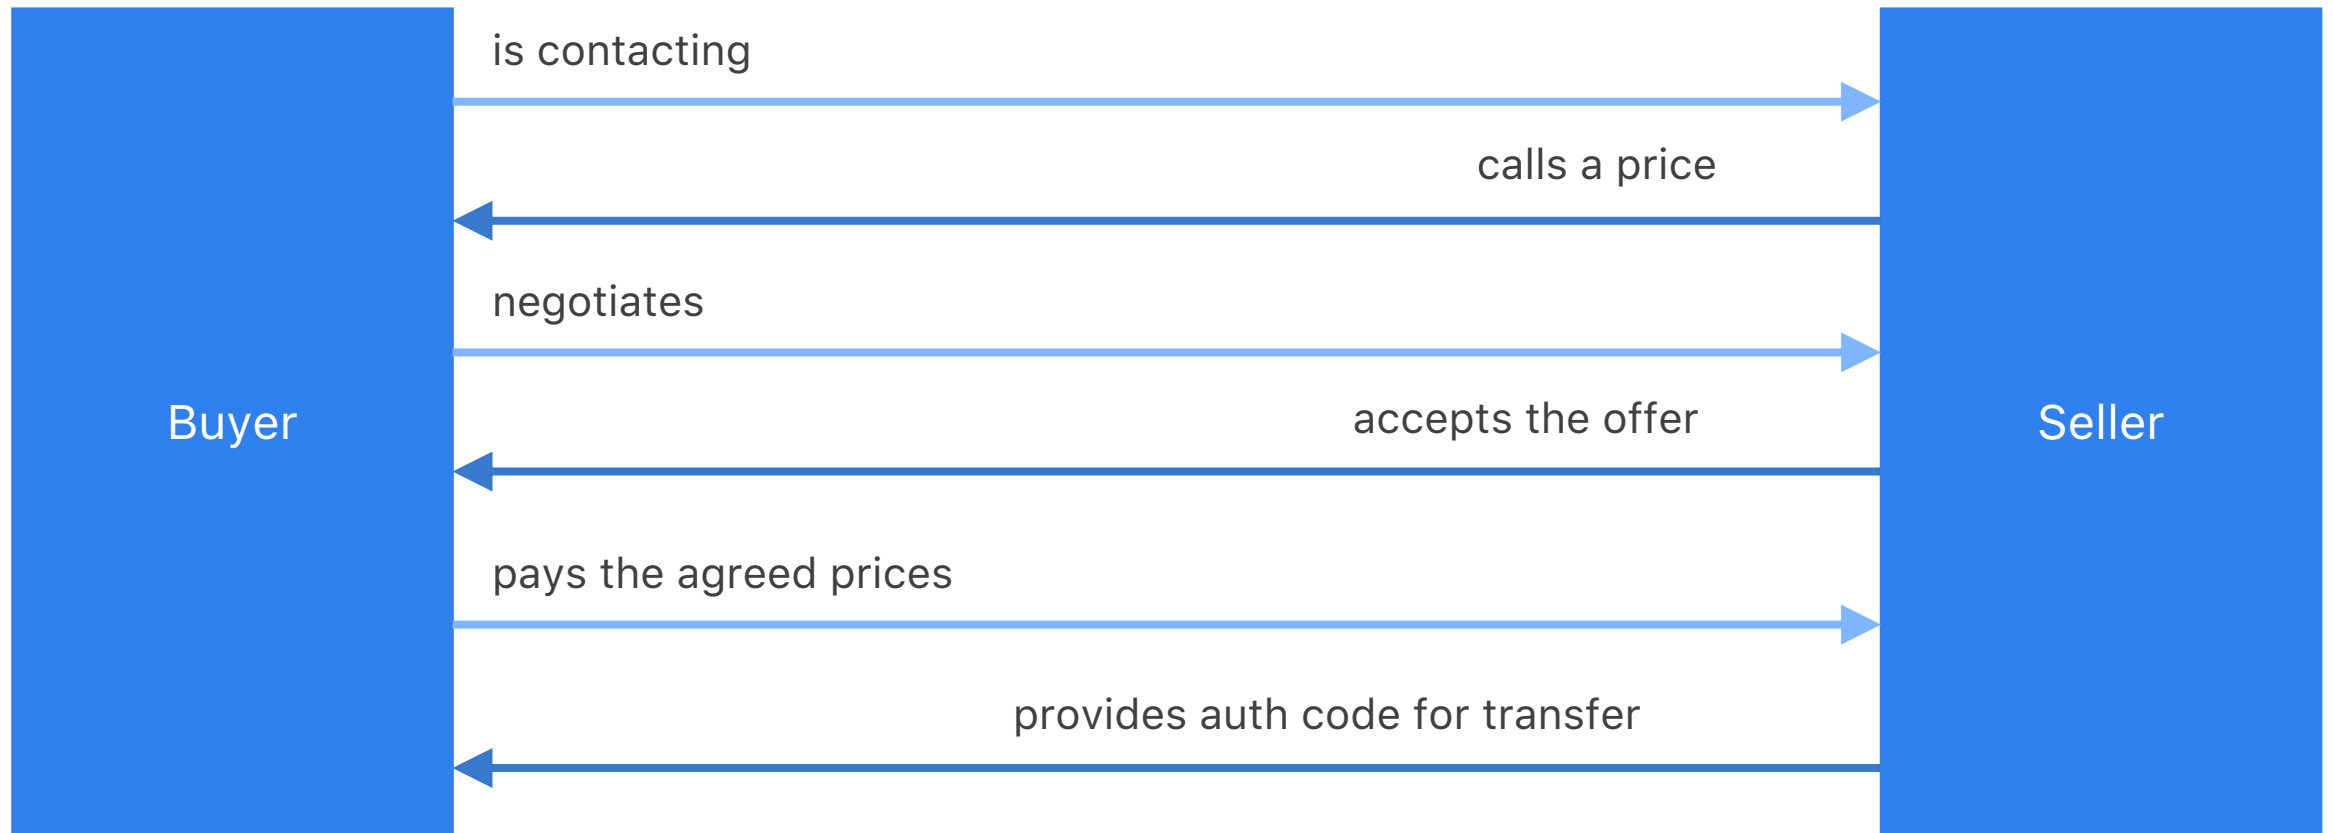 is contacting
calls a price
negotiates
Buyer
accepts the offer
Seller
pays the agreed prices
provides auth code for transfer